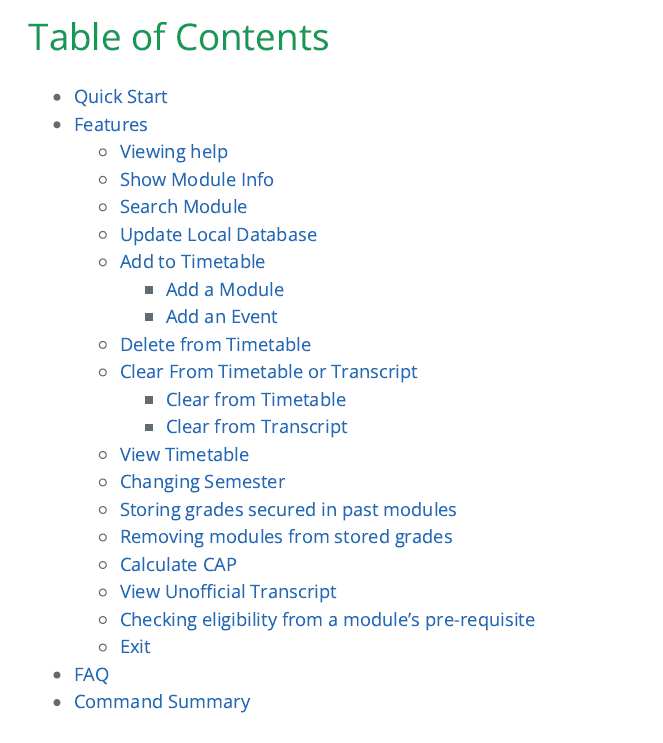 Table of Contents
Quick Start
Features
Viewing help
Show Module Info
Search Module
Update Local Database
Add to Timetable
Add a Module
Add an Event
Delete from Timetable
Clear From Timetable or Transcript
Clear from Timetable
Clear from Transcript
View Timetable
Changing Semester
Storing grades secured in past modules
Removing modules from stored grades
Calculate CAP
View Unofficial Transcript
Checking eligibility from a module’s pre-requisite
Exit
FAQ
Command Summary